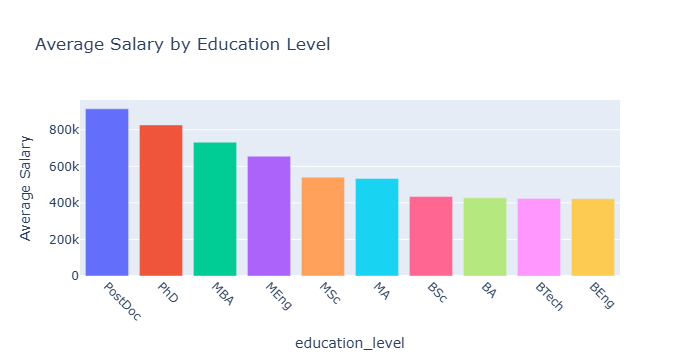 Average Salary by Education Level
Average Salary
800k
600k
400k
200k
0
PostDoc
PhD
MBA
MEng
MSc
MA
BSc
BA
BTech
BEng
education_level